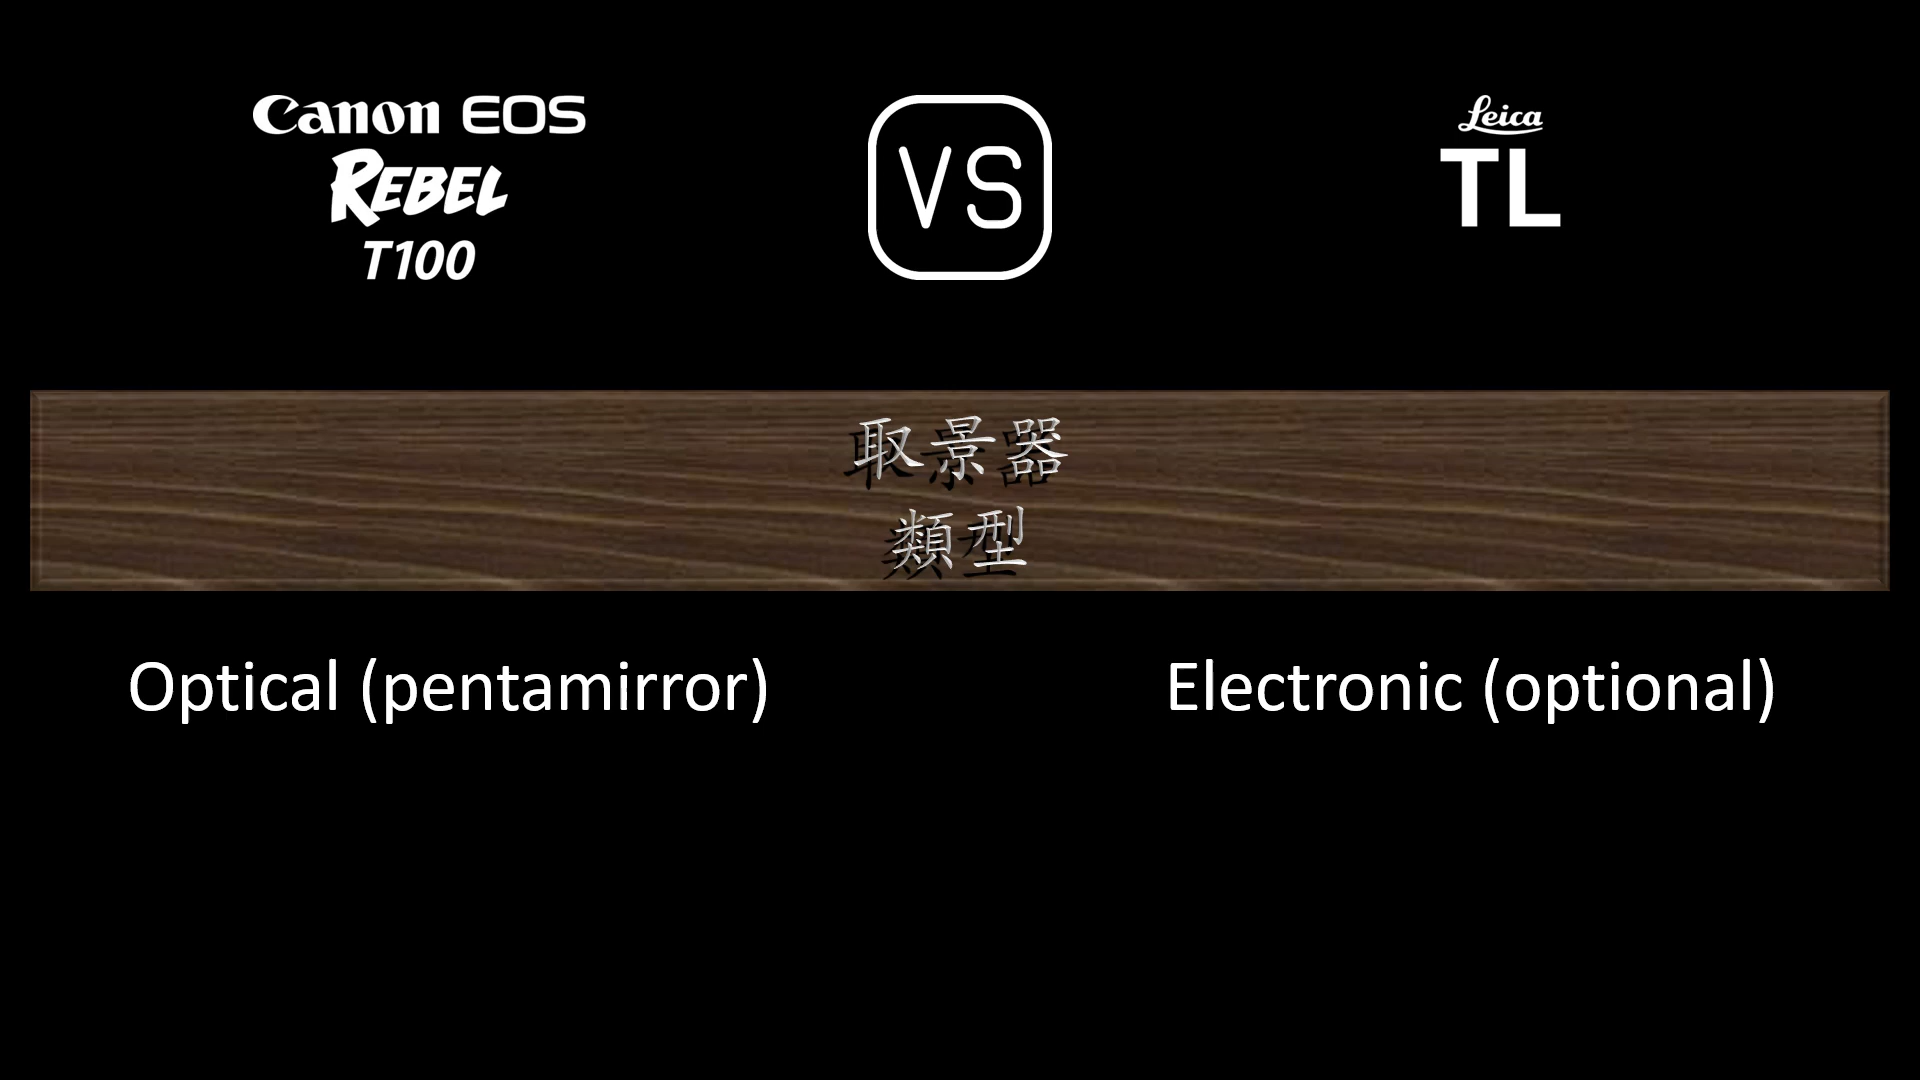 Canon EOS
REBEL
T100
VS
Leica
TL
取景器
類型
Optical (pentamirror)
Electronic (optional)